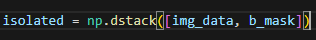 isolated = np.dstack([img_data, b_mask])